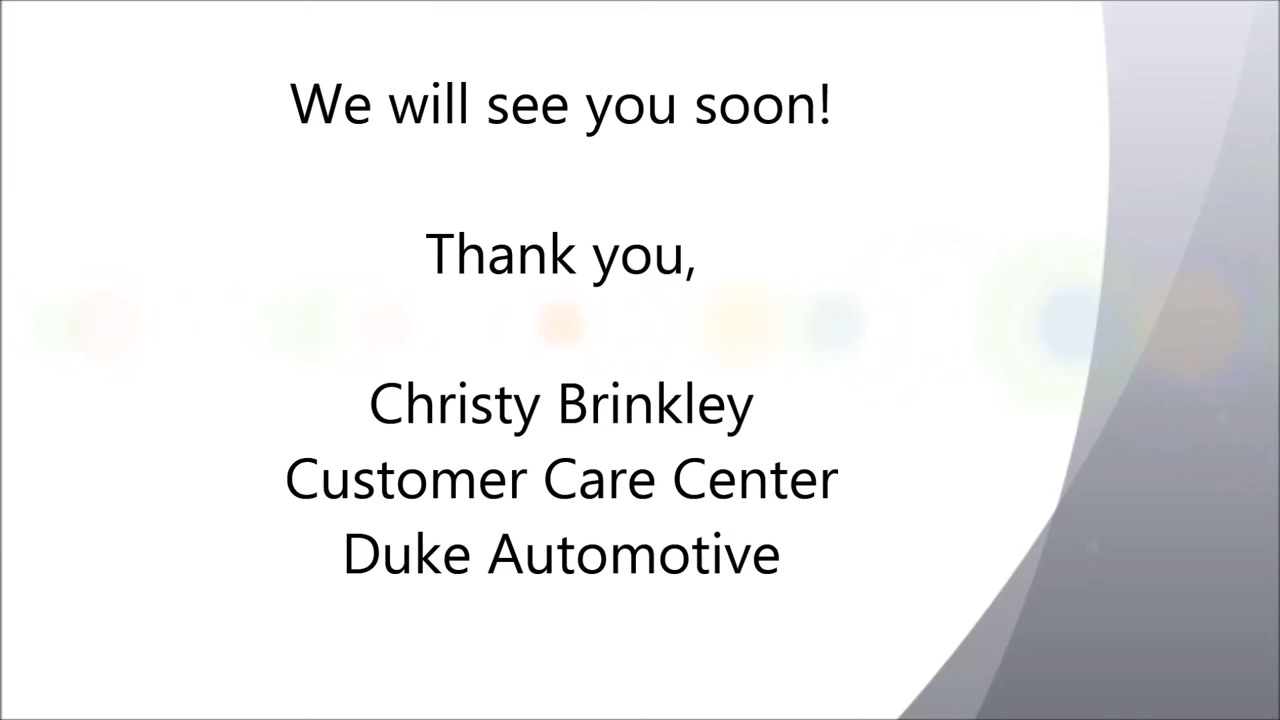 We will see you soon!
Thank you,
Christy Brinkley
Customer Care Center
Duke Automotive